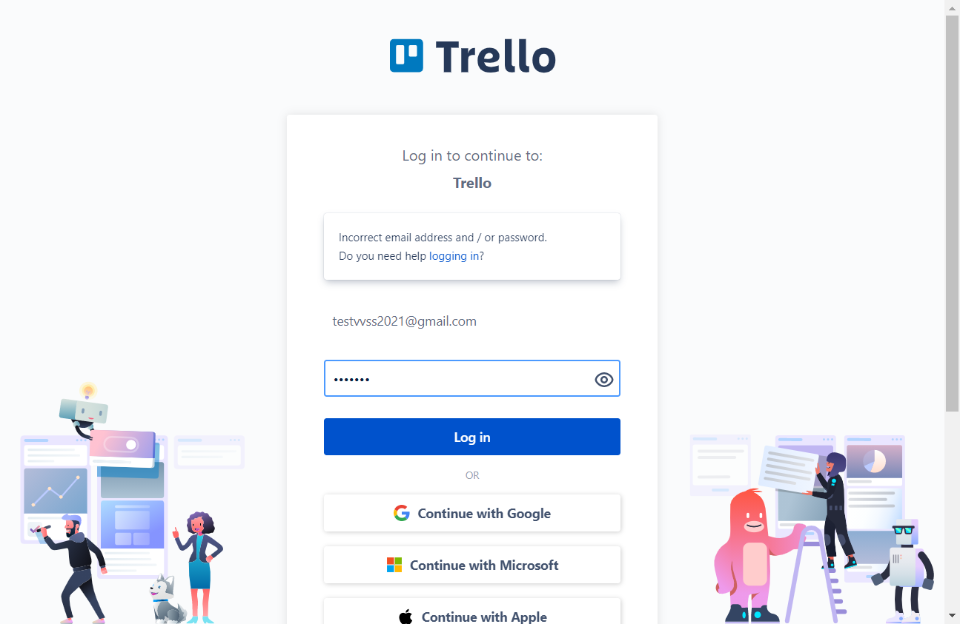 Trello
Log in to continue to:
Trello
Incorrect email address and / or password.
Do you need help logging in?
testvvss2021@gmail.com
•••••••
Log in
OR
Continue with Google
Continue with Microsoft
Continue with Apple